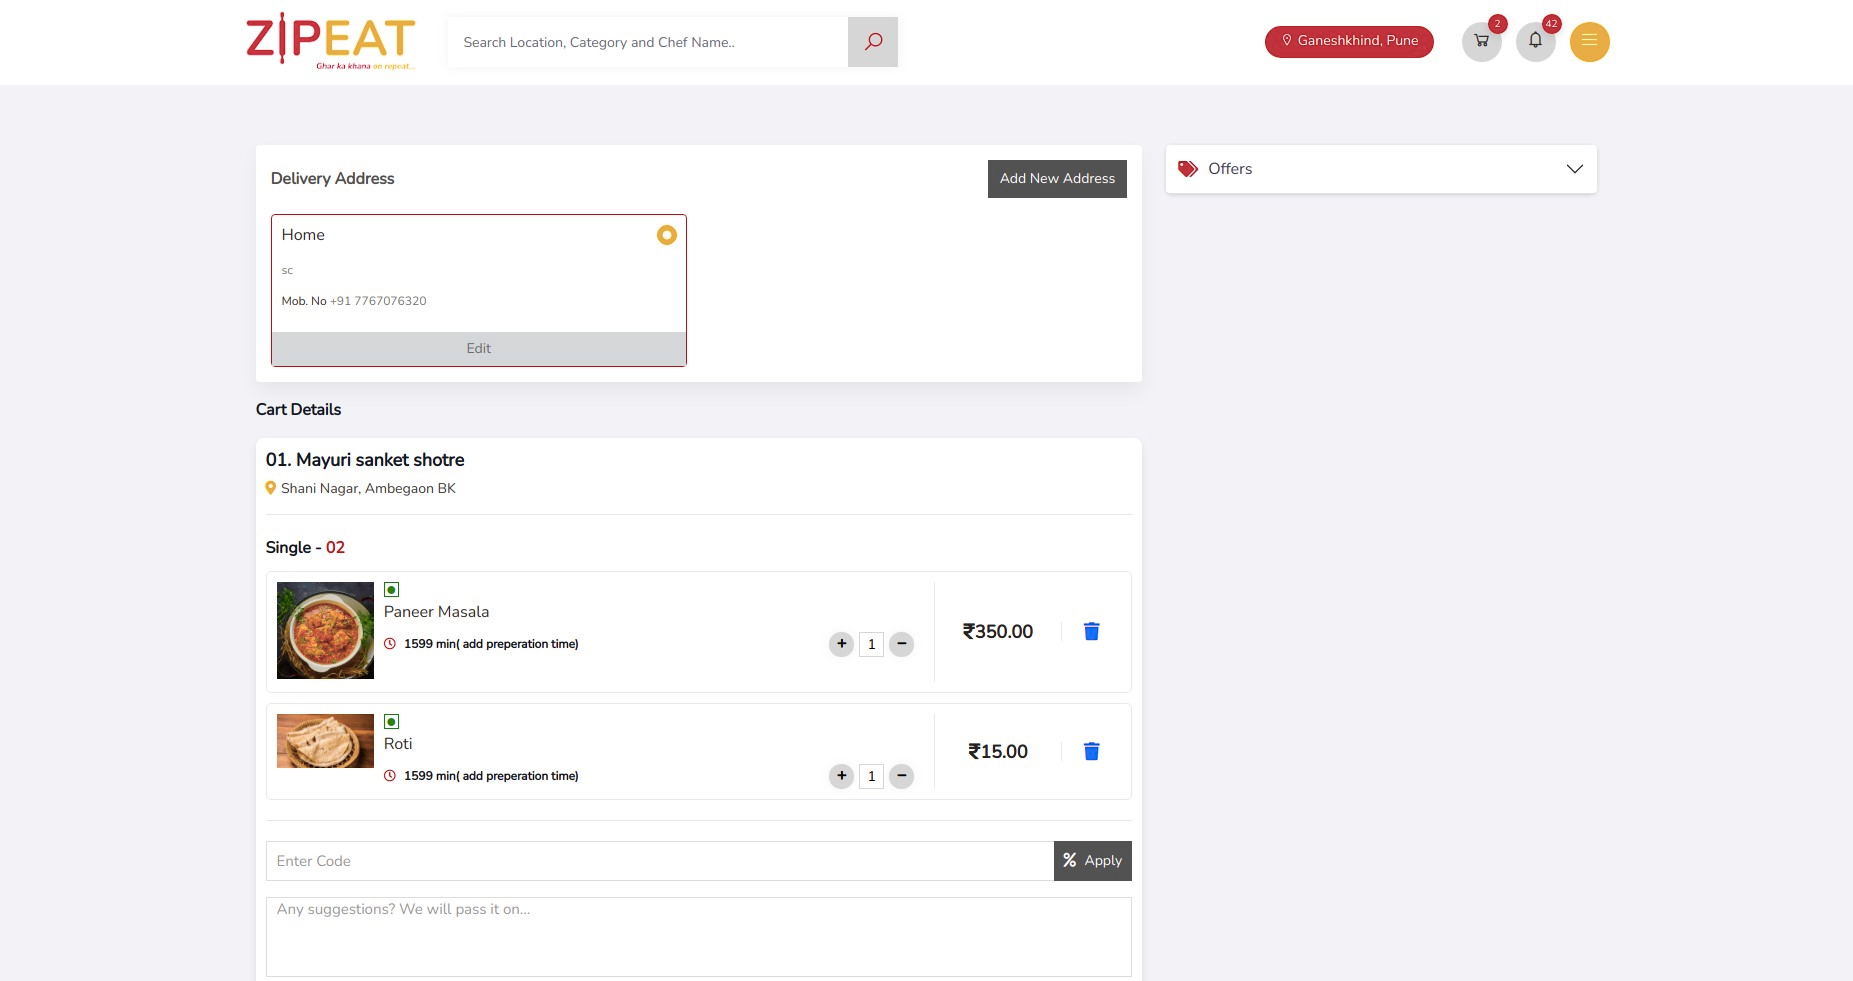 ZIPEAT
Ghar ka khana on repeat...
Search Location, Category and Chef Name..
Ganeshkhind, Pune
2
42
Delivery Address
Add New Address
Offers
Home
sc
Mob. No +91 7767076320
Edit
Cart Details
01. Mayuri sanket shotre
Shani Nagar, Ambegaon BK
Single - 02
Paneer Masala
1599 min( add preperation time)
+ 1 −
₹350.00
Roti
1599 min( add preperation time)
+ 1 −
₹15.00
Enter Code
% Apply
Any suggestions? We will pass it on...